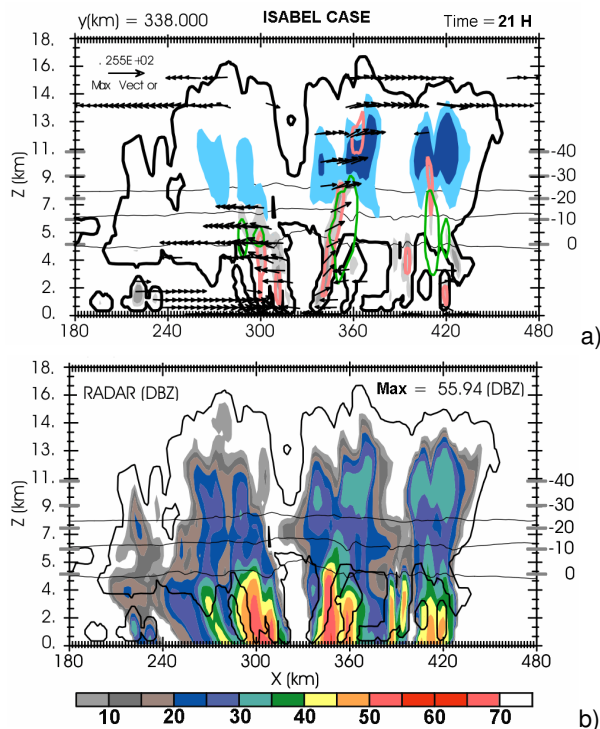 y(km) = 338.000 ISABEL CASE Time = 21 H
18.
. 255E+02
Max Vect or
16.
14.
13.
11.
9.
7.
5.
4.
2.
0.
Z (km)
-40
-30
-20
-10
0
180 240 300 360 420 480
a)
RADAR (DBZ) Max = 55.94 (DBZ)
18.
16.
14.
13.
11.
9.
7.
5.
4.
2.
0.
Z (km)
-40
-30
-20
-10
0
180 240 300 360 420 480
X (km)
10 20 30 40 50 60 70
b)